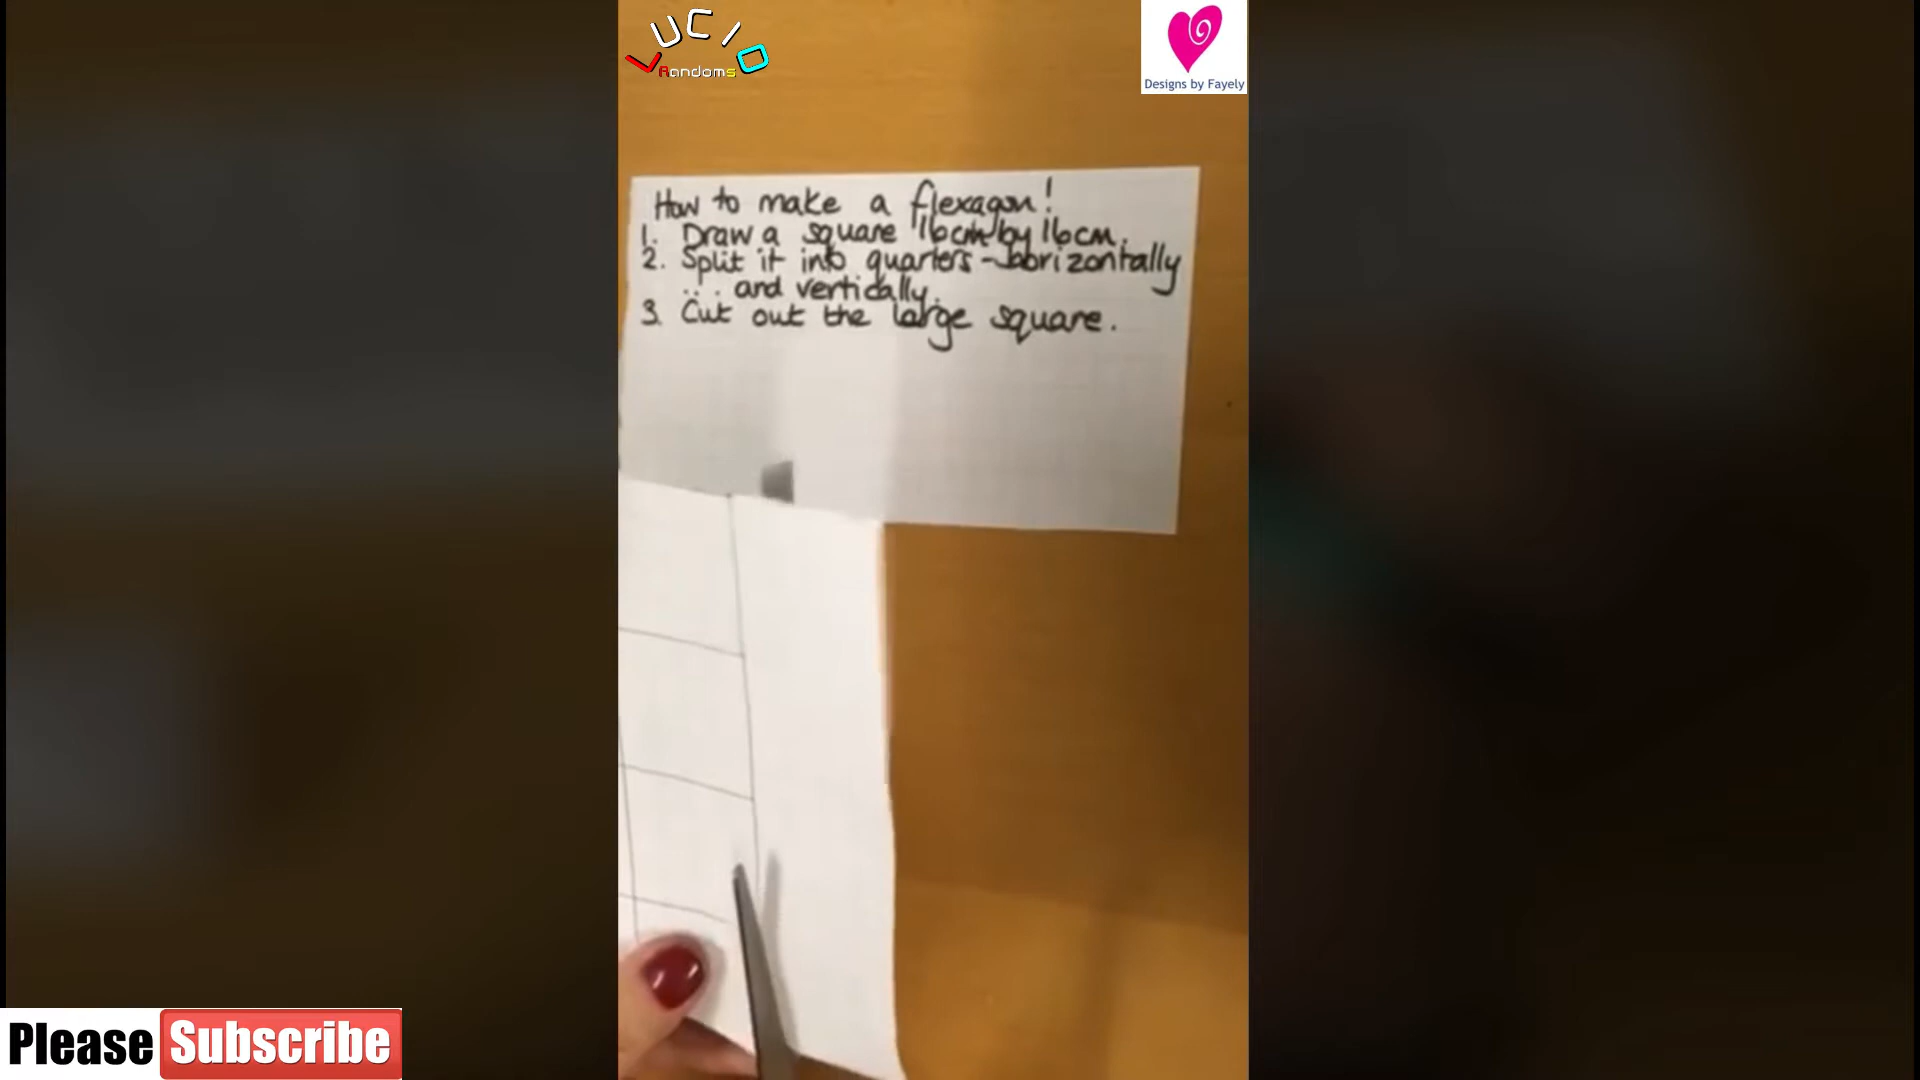 LUCIO
Randoms
Designs by Fayely
How to make a flexagon!
1. Draw a square 16cm by 16cm.
2. Split it into quarters - horizontally
... and vertically.
3. Cut out the large square.
Please Subscribe